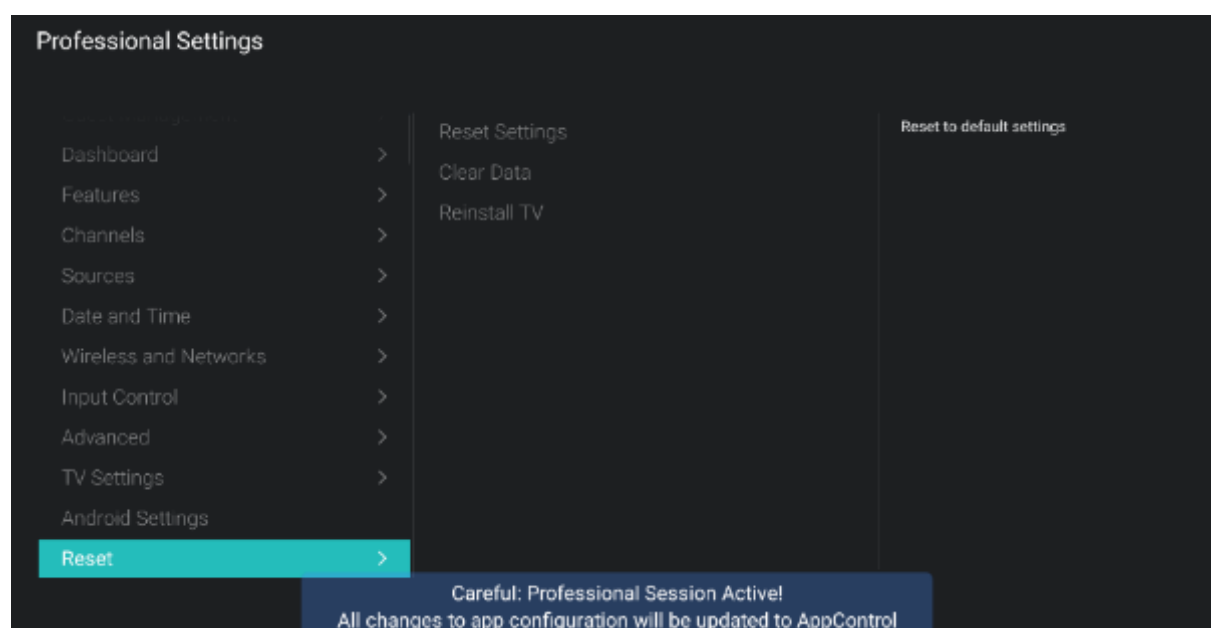 Professional Settings
Dashboard
Features
Channels
Sources
Date and Time
Wireless and Networks
Input Control
Advanced
TV Settings
Android Settings
Reset
Reset Settings
Clear Data
Reinstall TV
Reset to default settings
Careful: Professional Session Active!
All changes to app configuration will be updated to AppControl